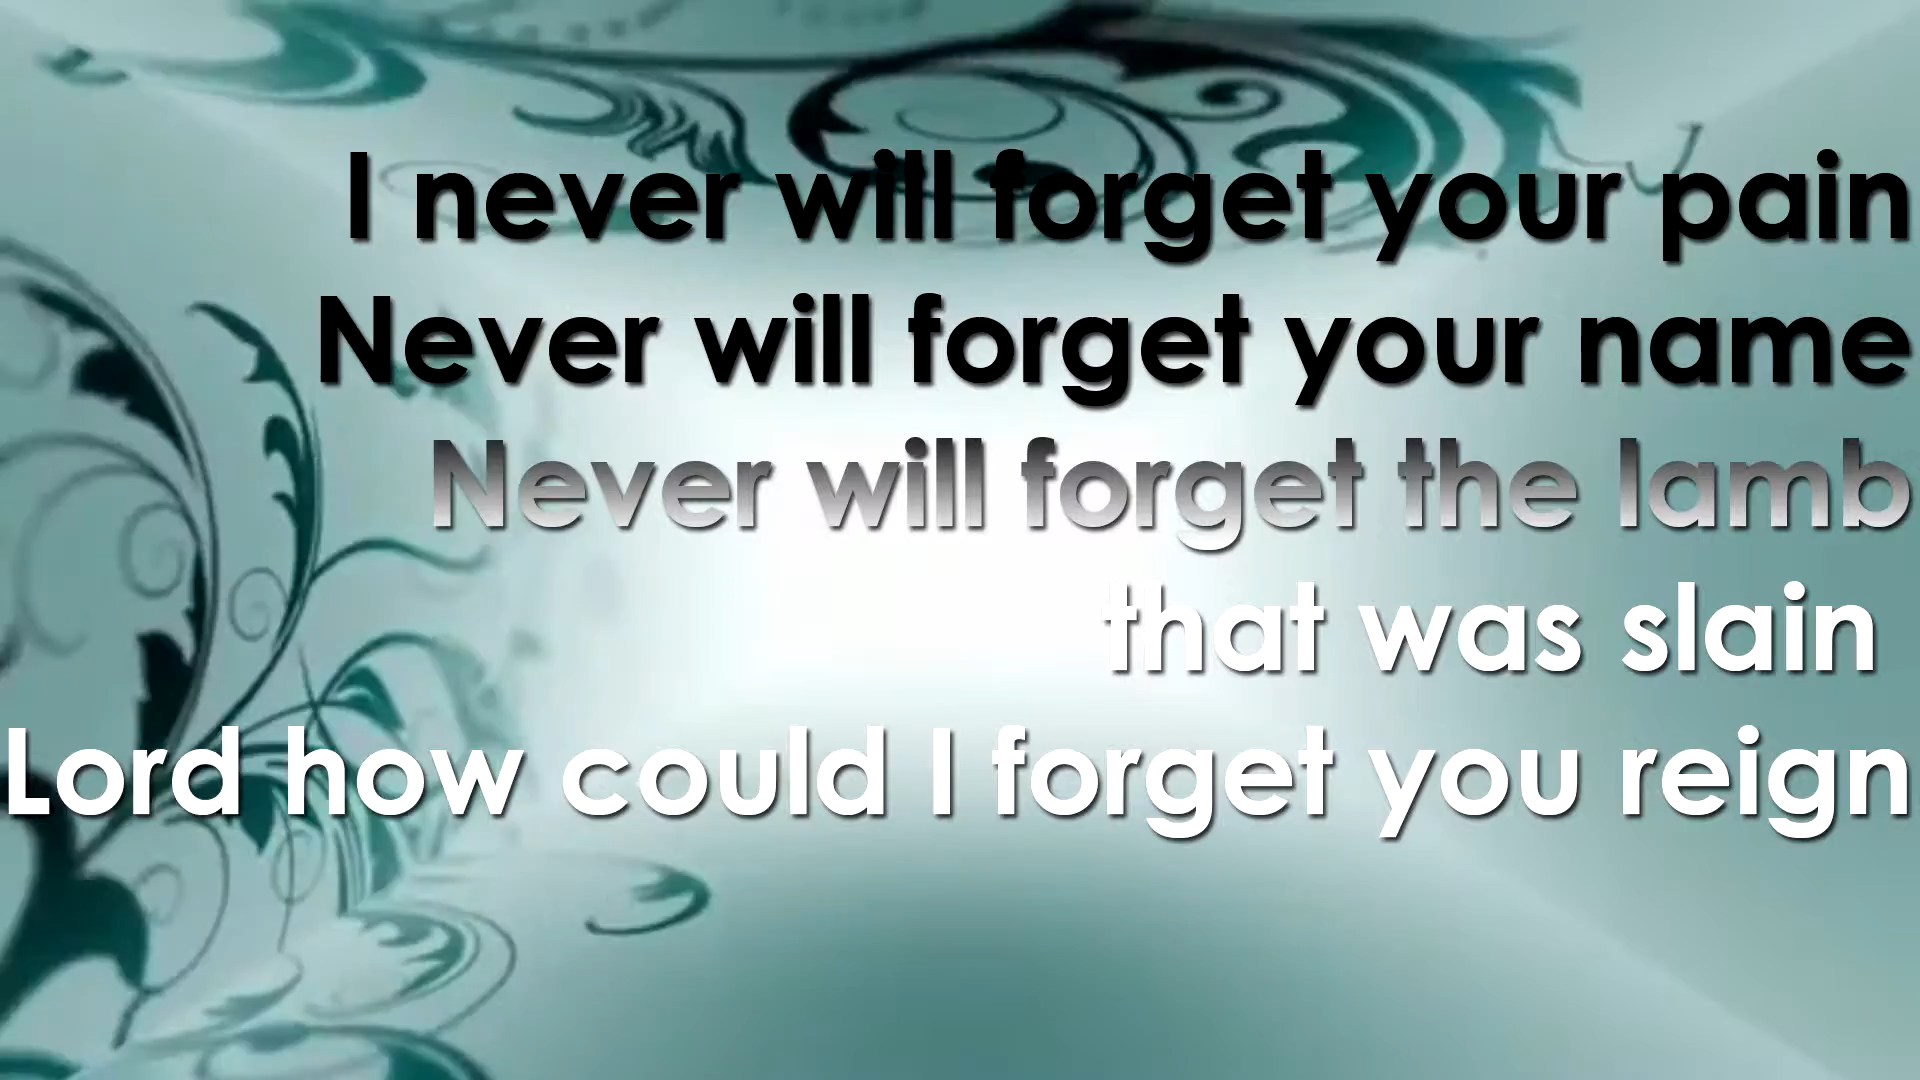 I never will forget your pain
Never will forget your name
Never will forget the lamb
that was slain
Lord how could I forget you reign